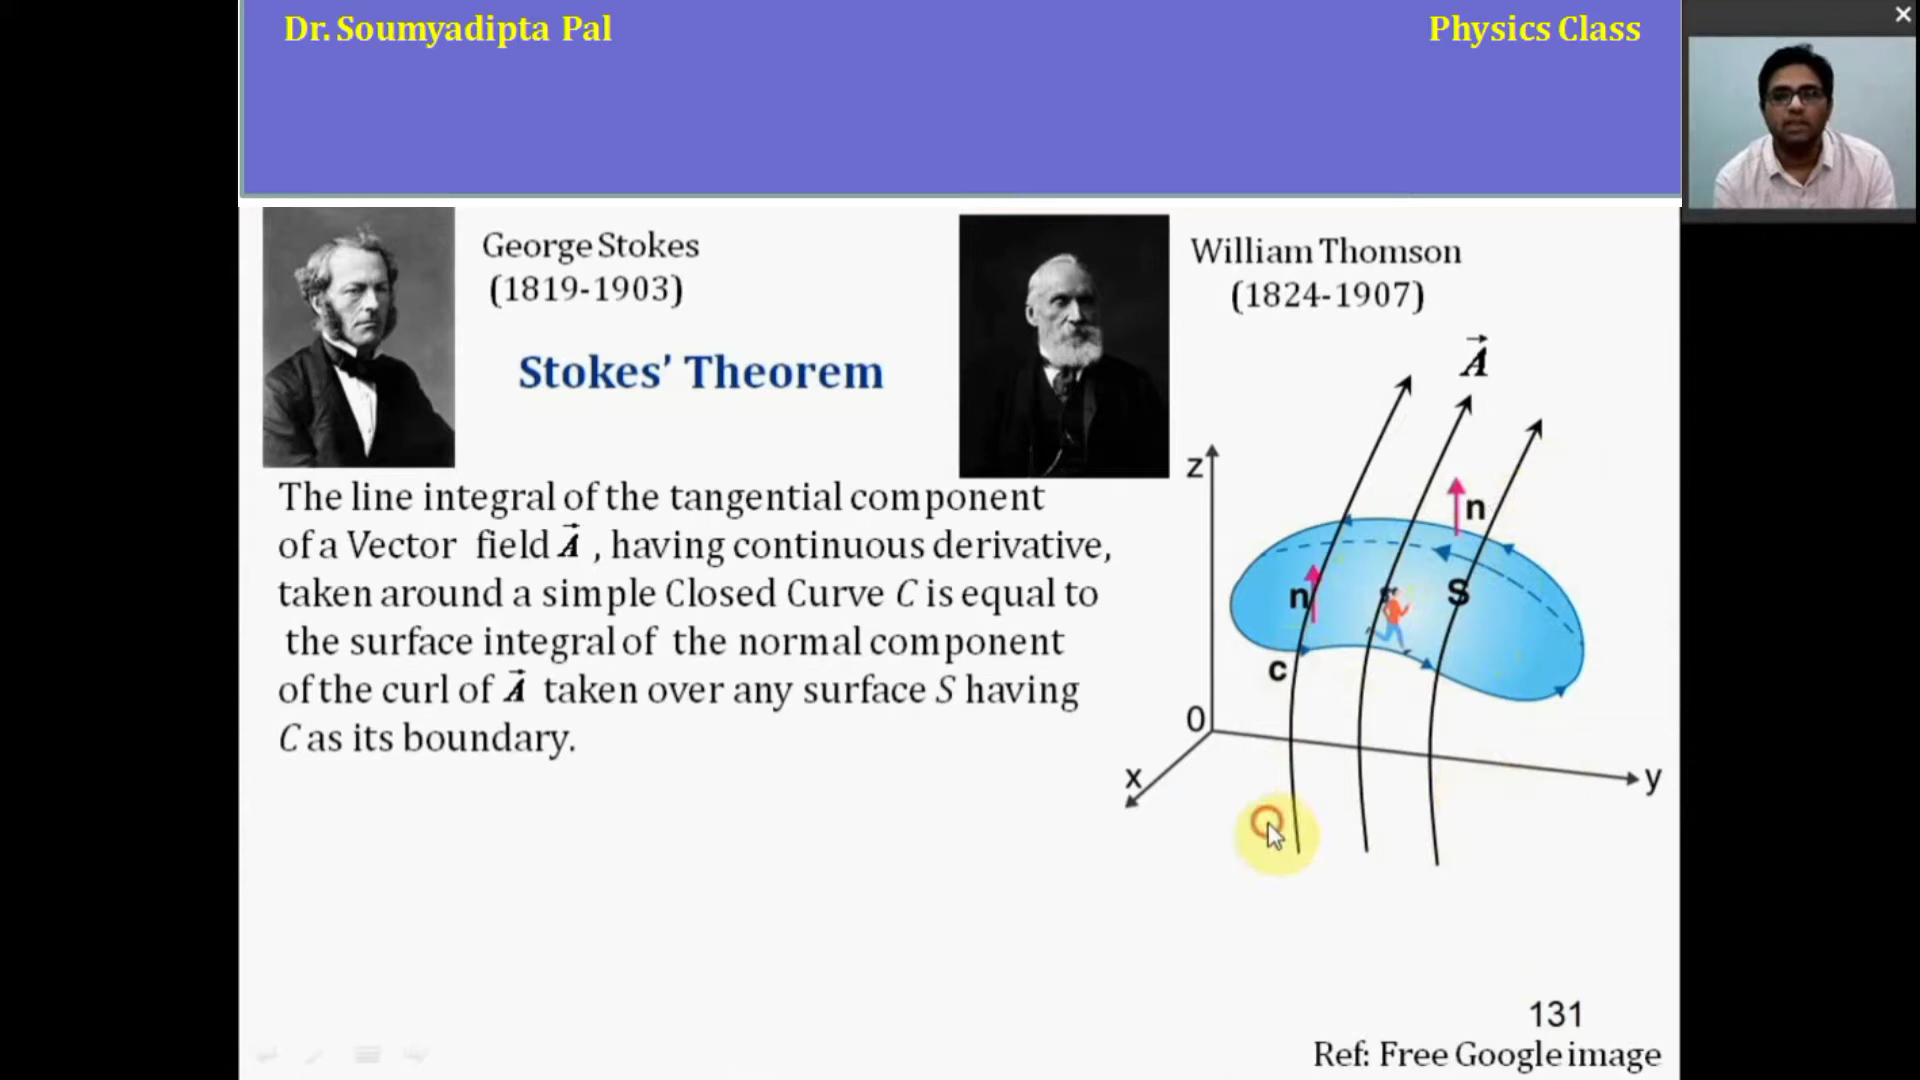 Dr. Soumyadipta Pal
Physics Class
George Stokes
(1819-1903)
William Thomson
(1824-1907)
Stokes’ Theorem
The line integral of the tangential component
of a Vector field A⃗ , having continuous derivative,
taken around a simple Closed Curve C is equal to
the surface integral of the normal component
of the curl of A⃗ taken over any surface S having
C as its boundary.
A⃗
z
n
n
S
c
0
x
y
131
Ref: Free Google image